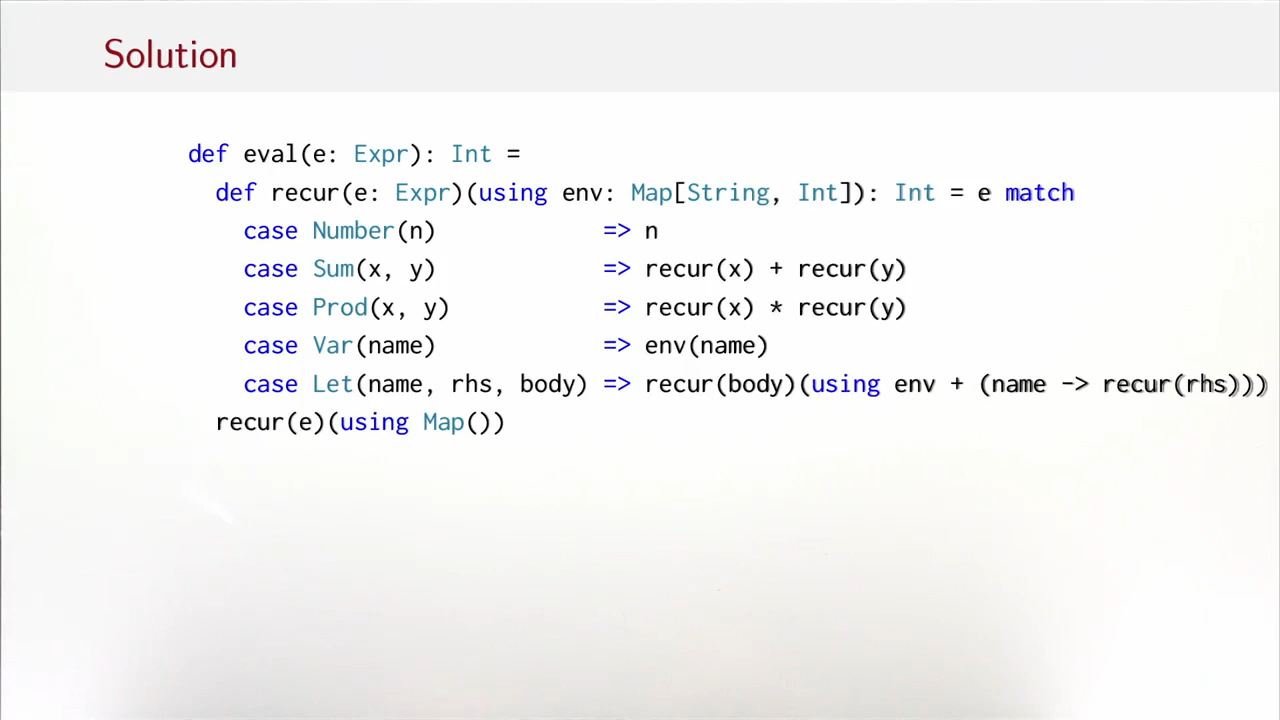 Solution
def eval(e: Expr): Int =
def recur(e: Expr)(using env: Map[String, Int]): Int = e match
case Number(n) => n
case Sum(x, y) => recur(x) + recur(y)
case Prod(x, y) => recur(x) * recur(y)
case Var(name) => env(name)
case Let(name, rhs, body) => recur(body)(using env + (name -> recur(rhs)))
recur(e)(using Map())